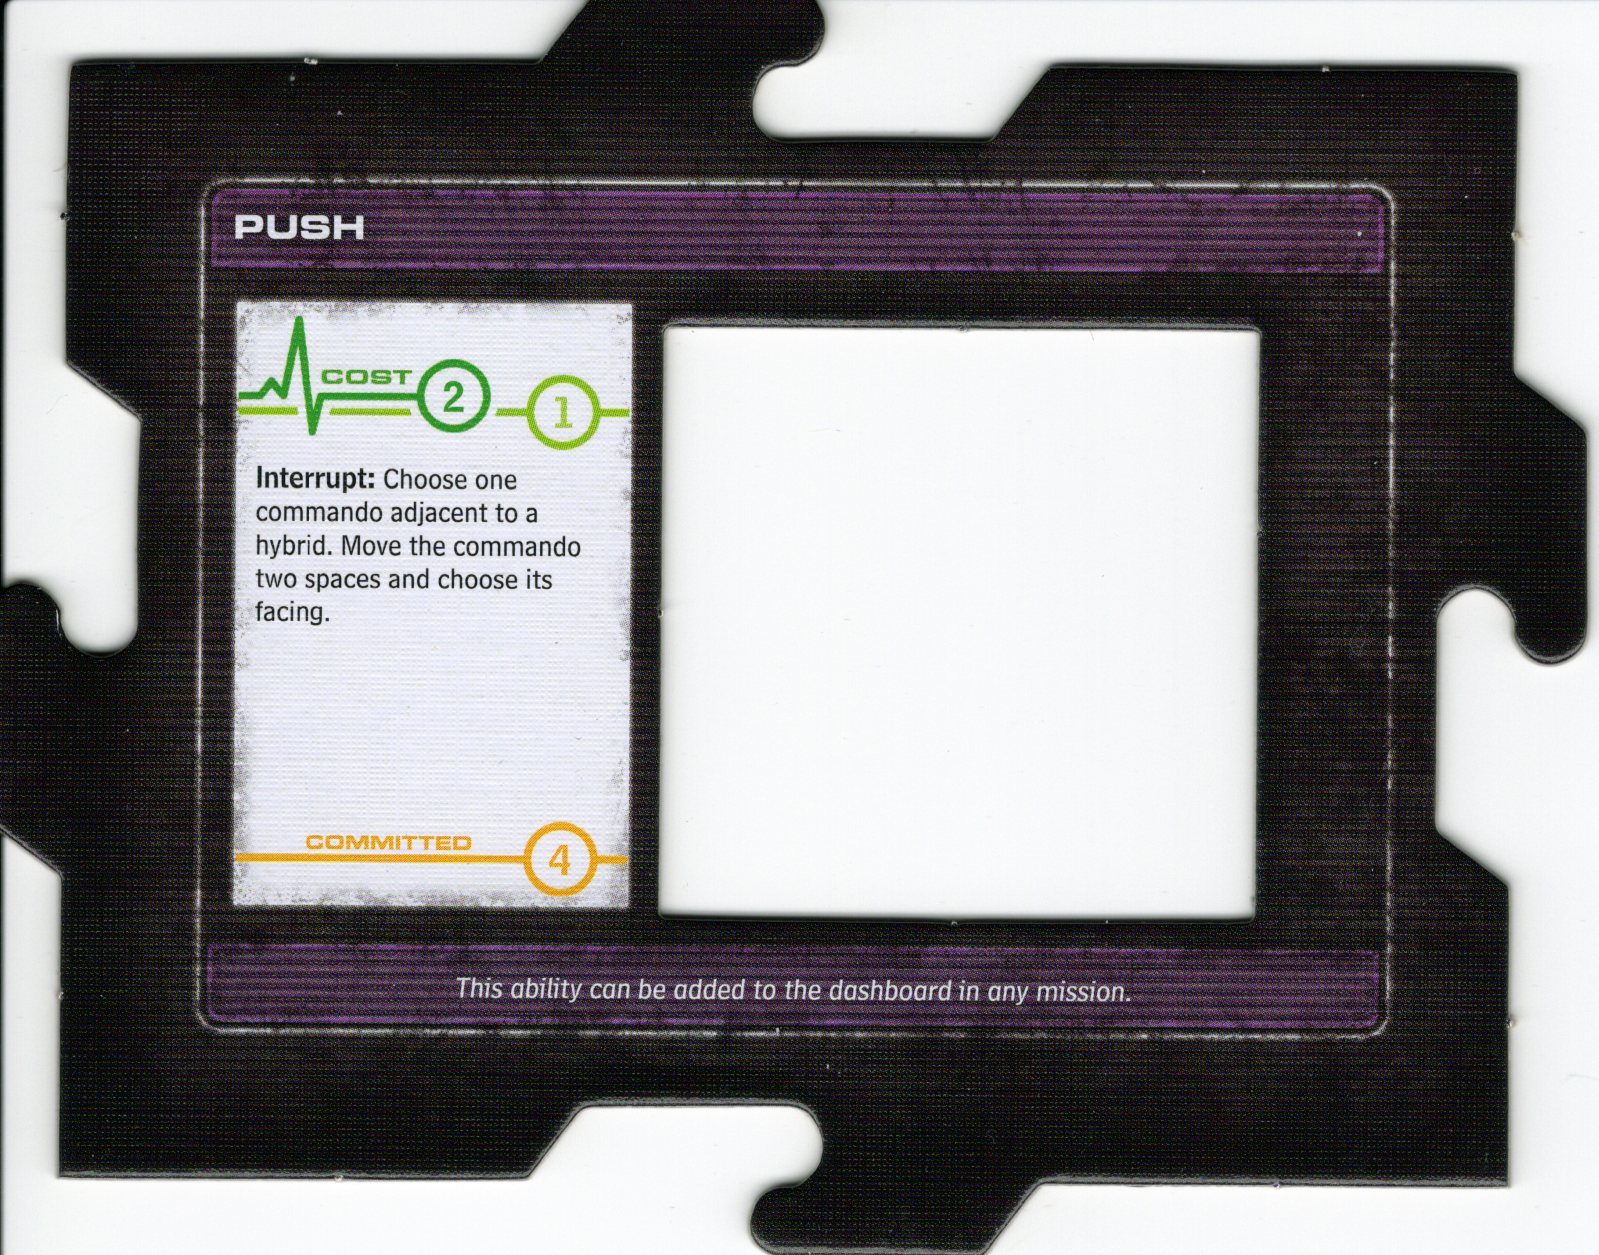 PUSH
COST 2 1
Interrupt: Choose one
commando adjacent to a
hybrid. Move the commando
two spaces and choose its
facing.
COMMITTED 4
This ability can be added to the dashboard in any mission.